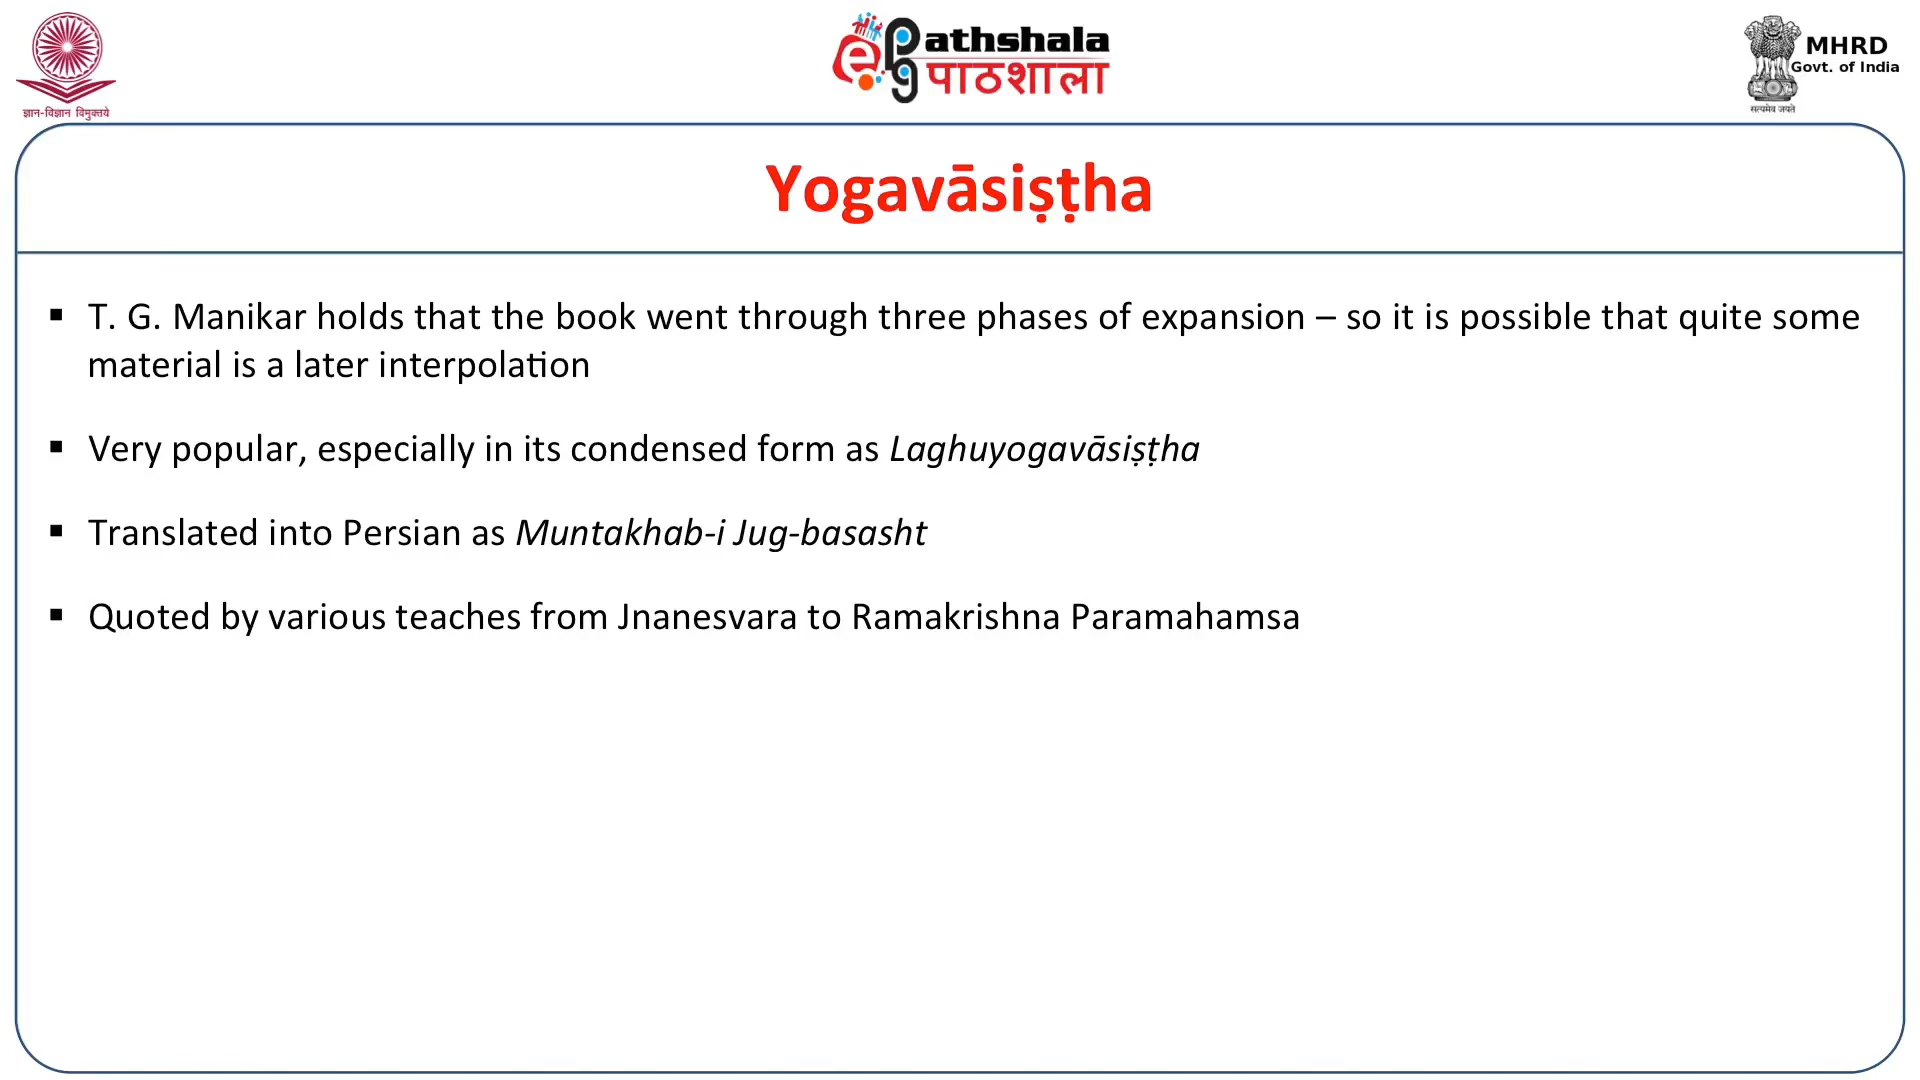 ज्ञान-विज्ञान विमुक्तये
e
pg
athshala
पाठशाला
MHRD
Govt. of India
सत्यमेव जयते
Yogavāsiṣṭha
▪ T. G. Manikar holds that the book went through three phases of expansion – so it is possible that quite some
material is a later interpolation
▪ Very popular, especially in its condensed form as Laghuyogavāsiṣṭha
▪ Translated into Persian as Muntakhab-i Jug-basasht
▪ Quoted by various teaches from Jnanesvara to Ramakrishna Paramahamsa